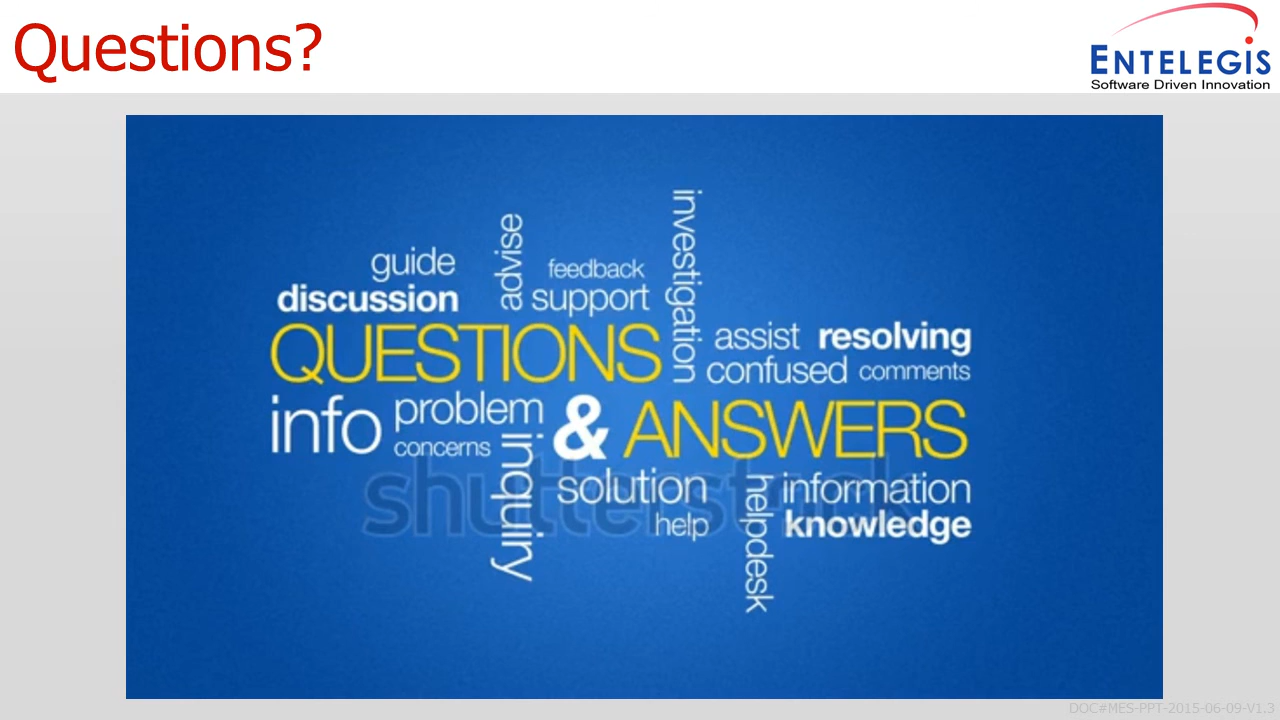 Questions?
ENTELEGIS
Software Driven Innovation
investigation
advise
guide
feedback
discussion
support
QUESTIONS
assist resolving
confused comments
info
problem
concerns
& ANSWERS
inquiry
solution
help
helpdesk
information
knowledge
shutterstock
DOC#MES-PPT-2015-06-09-V1.3